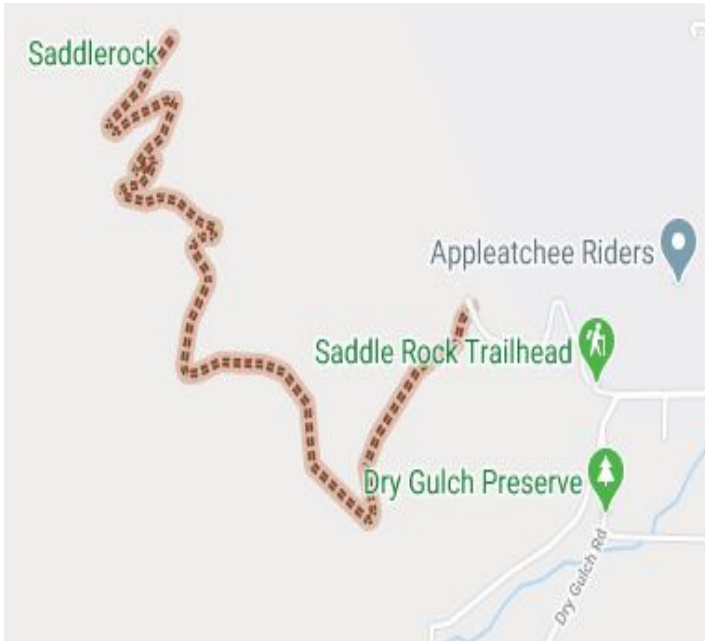 Saddlerock
Appleatchee Riders
Saddle Rock Trailhead
Dry Gulch Preserve
Dry Gulch Rd